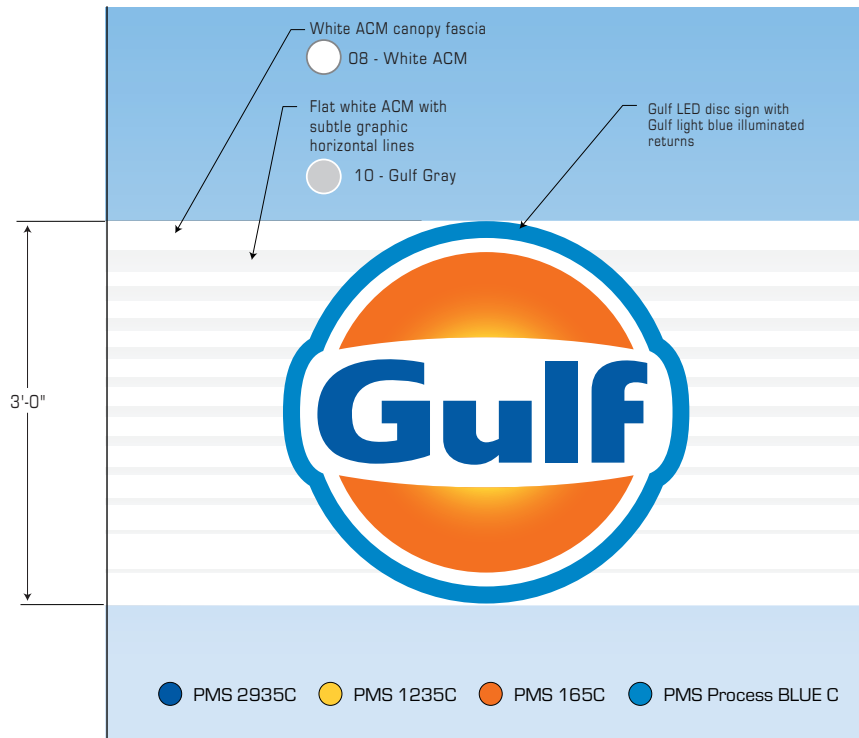 White ACM canopy fascia
08 - White ACM
Flat white ACM with
subtle graphic
horizontal lines
10 - Gulf Gray
Gulf LED disc sign with
Gulf light blue illuminated
returns
3'-0"
Gulf
PMS 2935C
PMS 1235C
PMS 165C
PMS Process BLUE C